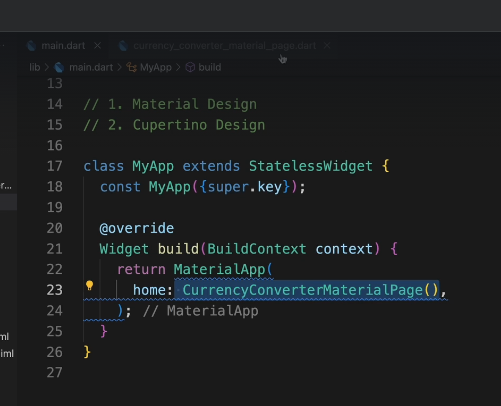 main.dart ×
currency_converter_material_page.dart ×
lib > main.dart > MyApp > build
13
14 // 1. Material Design
15 // 2. Cupertino Design
16
17 class MyApp extends StatelessWidget {
18 const MyApp({super.key});
19
20 @override
21 Widget build(BuildContext context) {
22 return MaterialApp(
23 home: CurrencyConverterMaterialPage(),
24 ); // MaterialApp
25 }
26 }
27
r...
ml
iml